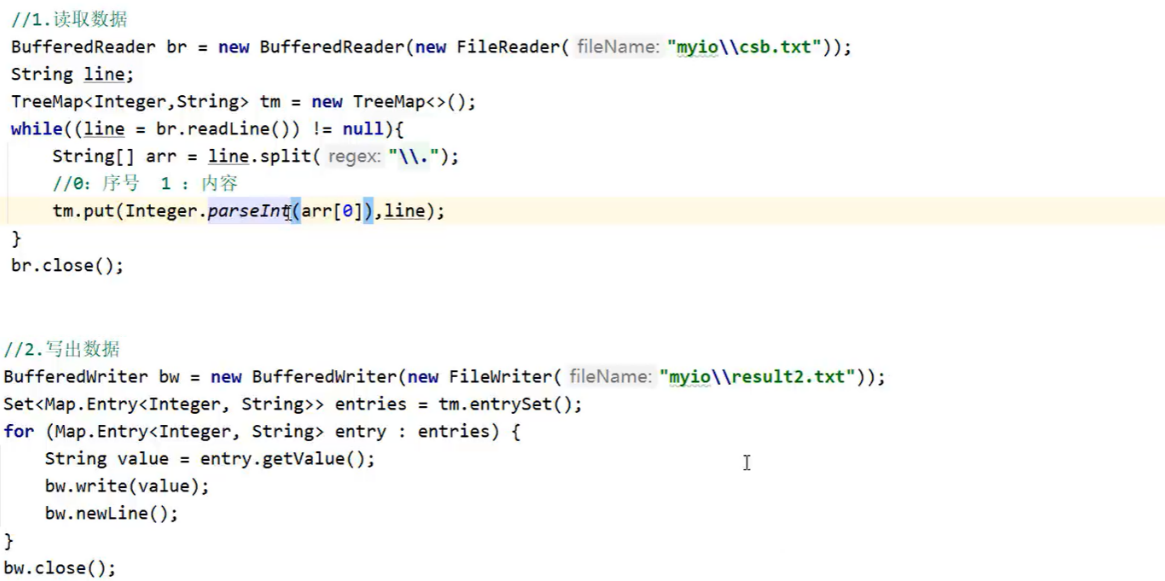 //1.读取数据
BufferedReader br = new BufferedReader(new FileReader( fileName: "myio\\csb.txt"));
String line;
TreeMap<Integer,String> tm = new TreeMap<>();
while((line = br.readLine()) != null){
String[] arr = line.split( regex: "\\.");
//0: 序号  1 : 内容
tm.put(Integer.parseInt(arr[0]),line);
}
br.close();
//2.写出数据
BufferedWriter bw = new BufferedWriter(new FileWriter( fileName: "myio\\result2.txt"));
Set<Map.Entry<Integer, String>> entries = tm.entrySet();
for (Map.Entry<Integer, String> entry : entries) {
String value = entry.getValue();
bw.write(value);
bw.newLine();
}
bw.close();